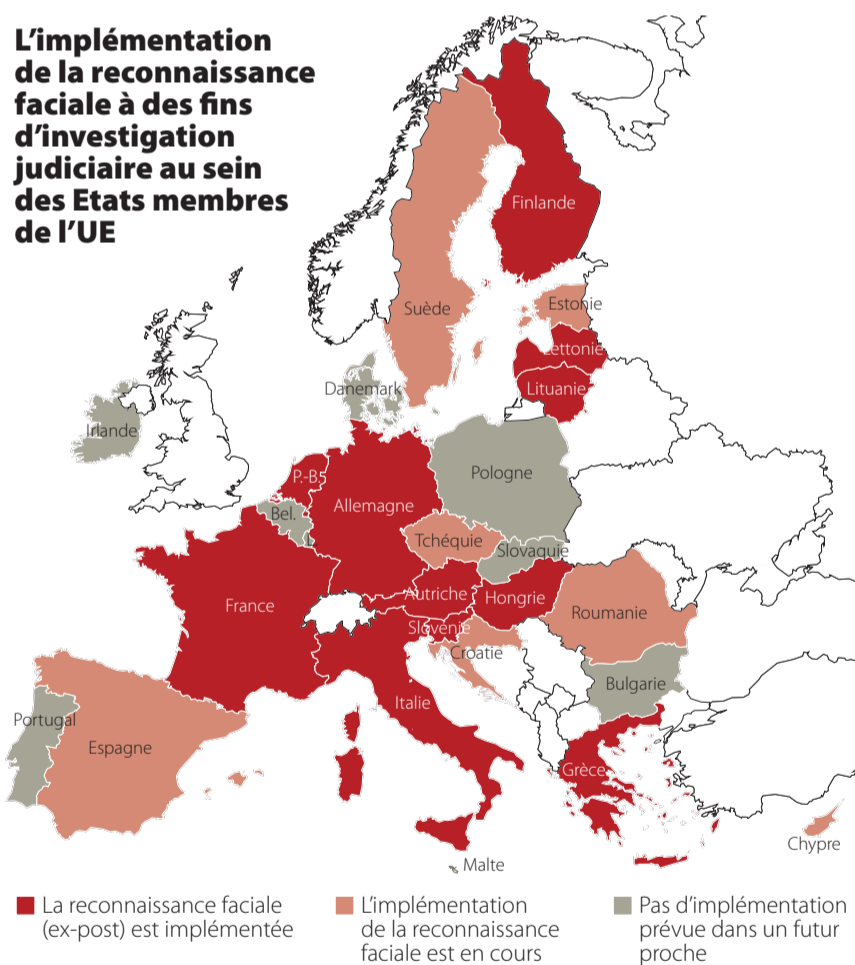 L’implémentation
de la reconnaissance
faciale à des fins
d’investigation
judiciaire au sein
des Etats membres
de l’UE
Finlande
Suède
Estonie
Lettonie
Lituanie
Danemark
Irlande
P.-BS
Allemagne
Pologne
Bel.
L.
Tchéquie
Slovaquie
France
Autriche
Hongrie
Roumanie
Slovénie
Croatie
Bulgarie
Italie
Portugal
Espagne
Grèce
Chypre
Malte
La reconnaissance faciale
(ex-post) est implémentée
L’implémentation
de la reconnaissance
faciale est en cours
Pas d’implémentation
prévue dans un futur
proche